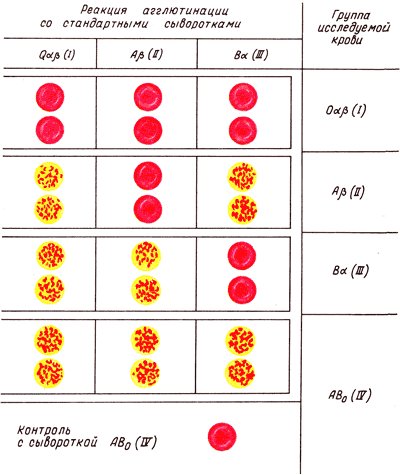 Реакция агглютинации
со стандартными сыворотками
Группа
исследуемой
крови
Oαβ (I)
Aβ (II)
Bα (III)
Oαβ (I)
Aβ (II)
Bα (III)
AB₀ (IV)
Контроль
с сывороткой AB₀ (IV)